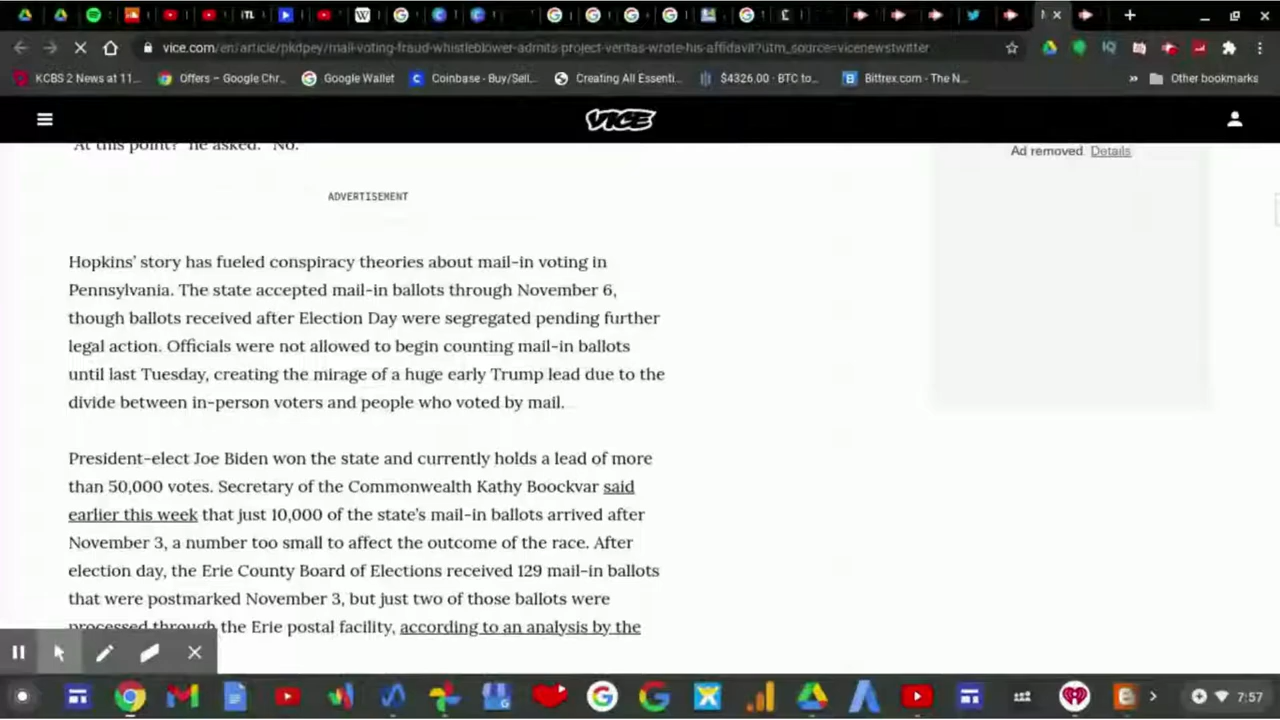 ITL
W
vice.com/en/article/pkdpey/mail-voting-fraud-whistleblower-admits-project-veritas-wrote-his-affidavit?utm_source=vicenewstwitter
KCBS 2 News at 11...
Offers – Google Chr...
Google Wallet
Coinbase - Buy/Sell...
Creating All Essenti...
$4326.00 · BTC to...
Bittrex.com - The N...
»
Other bookmarks
VICE
"At this point?" he asked. "No."
Ad removed. Details
ADVERTISEMENT
Hopkins’ story has fueled conspiracy theories about mail-in voting in
Pennsylvania. The state accepted mail-in ballots through November 6,
though ballots received after Election Day were segregated pending further
legal action. Officials were not allowed to begin counting mail-in ballots
until last Tuesday, creating the mirage of a huge early Trump lead due to the
divide between in-person voters and people who voted by mail.
President-elect Joe Biden won the state and currently holds a lead of more
than 50,000 votes. Secretary of the Commonwealth Kathy Boockvar said
earlier this week that just 10,000 of the state’s mail-in ballots arrived after
November 3, a number too small to affect the outcome of the race. After
election day, the Erie County Board of Elections received 129 mail-in ballots
that were postmarked November 3, but just two of those ballots were
processed through the Erie postal facility, according to an analysis by the
7:57